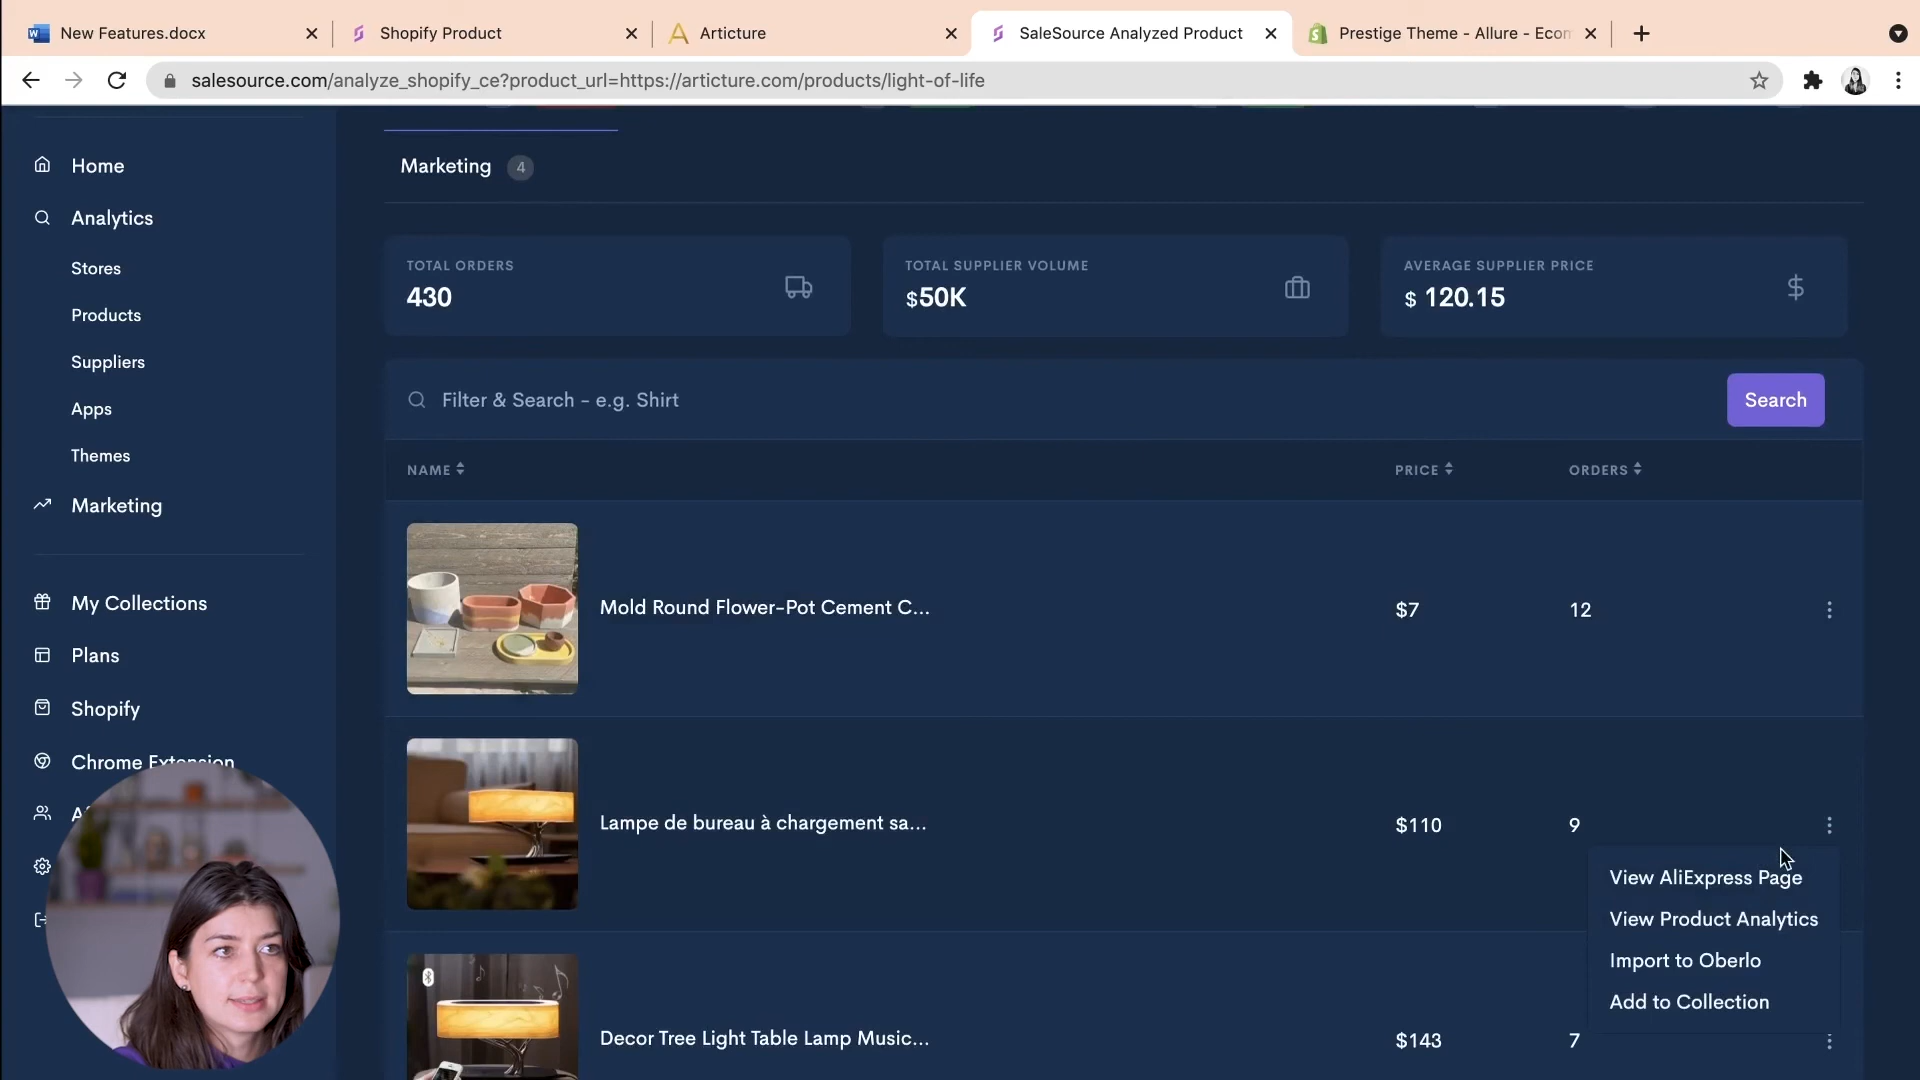 New Features.docx
Shopify Product
Articture
SaleSource Analyzed Product
Prestige Theme - Allure - Econ
salesource.com/analyze_shopify_ce?product_url=https://articture.com/products/light-of-life
Home
Analytics
Stores
Products
Suppliers
Apps
Themes
Marketing
My Collections
Plans
Shopify
Chrome Extension
Marketing 4
TOTAL ORDERS
430
TOTAL SUPPLIER VOLUME
$50K
AVERAGE SUPPLIER PRICE
$ 120.15
Filter & Search - e.g. Shirt
Search
NAME PRICE ORDERS
Mold Round Flower-Pot Cement C... $7 12
Lampe de bureau à chargement sa... $110 9
View AliExpress Page
View Product Analytics
Import to Oberlo
Add to Collection
Decor Tree Light Table Lamp Music... $143 7